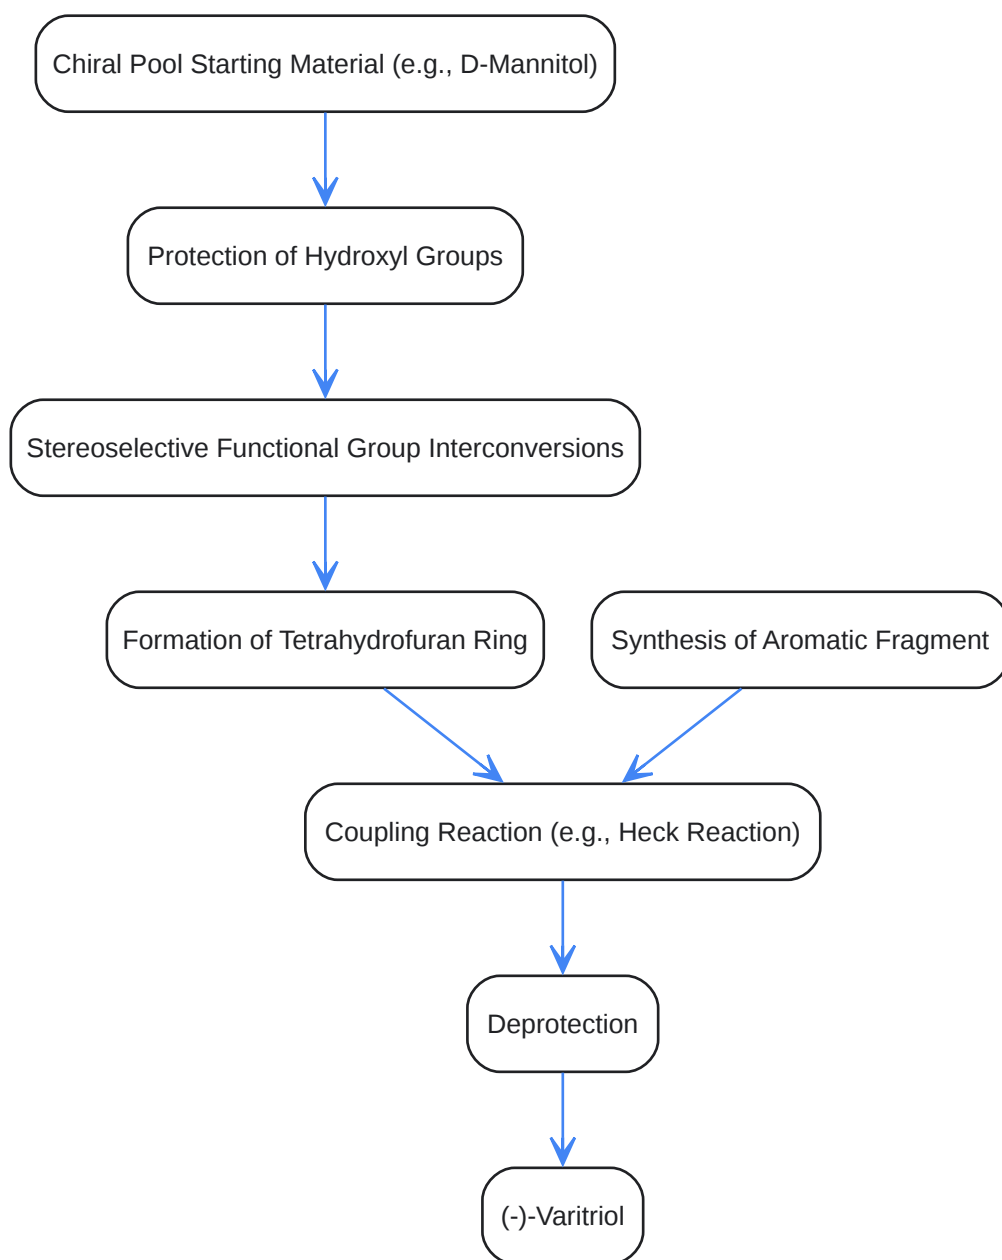 Chiral Pool Starting Material (e.g., D-Mannitol)
Protection of Hydroxyl Groups
Stereoselective Functional Group Interconversions
Formation of Tetrahydrofuran Ring
Synthesis of Aromatic Fragment
Coupling Reaction (e.g., Heck Reaction)
Deprotection
(-)-Varitriol